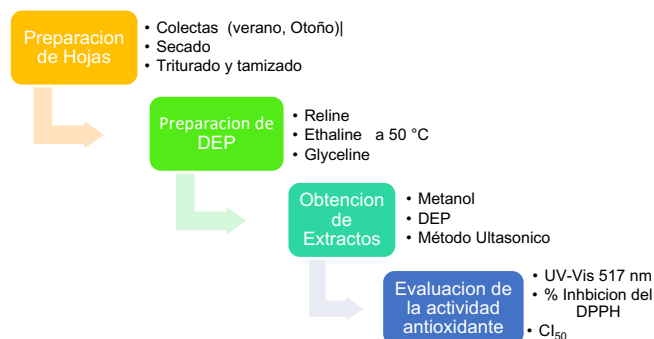 Preparacion
de Hojas
• Colectas (verano, Otoño)|
• Secado
• Triturado y tamizado
Preparacion de
DEP
• Reline
• Ethaline a 50 °C
• Glyceline
Obtencion
de
Extractos
• Metanol
• DEP
• Método Ultasonico
Evaluacion de
la actividad
antioxidante
• UV-Vis 517 nm
• % Inhbicion del
DPPH
• CI₅₀